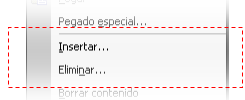 Pegado especial...
Insertar...
Eliminar...
Borrar contenido